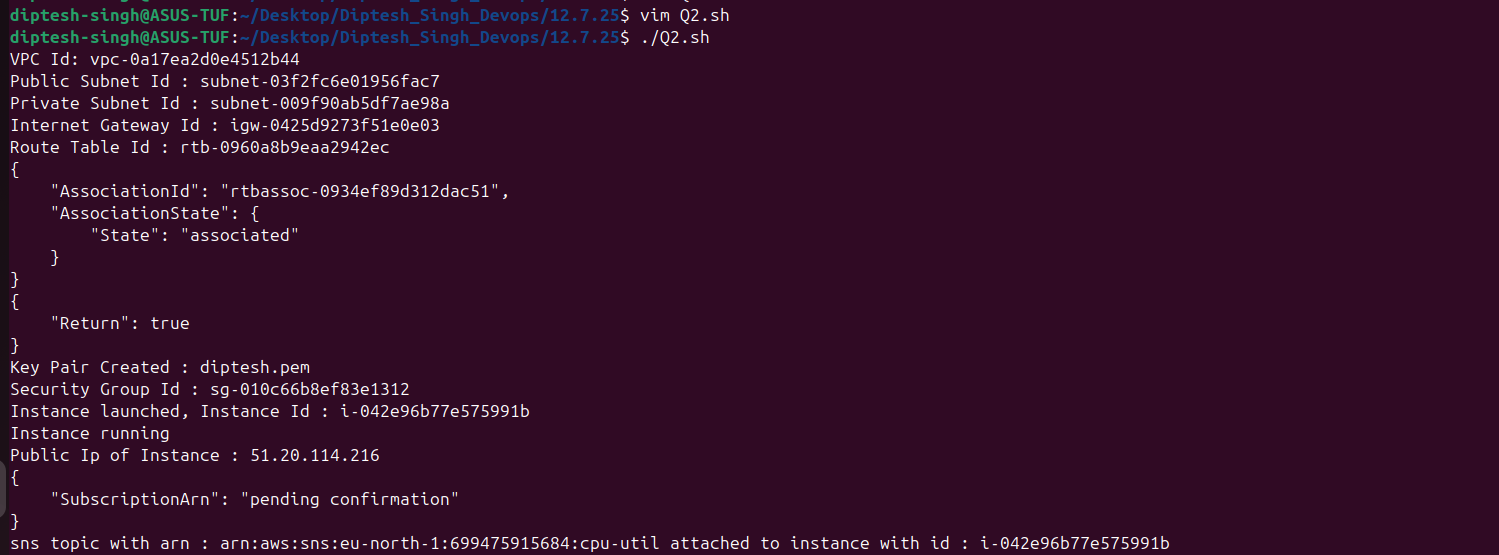 diptesh-singh@ASUS-TUF:~/Desktop/Diptesh_Singh_Devops/12.7.25$ vim Q2.sh
diptesh-singh@ASUS-TUF:~/Desktop/Diptesh_Singh_Devops/12.7.25$ ./Q2.sh
VPC Id: vpc-0a17ea2d0e4512b44
Public Subnet Id : subnet-03f2fc6e01956fac7
Private Subnet Id : subnet-009f90ab5df7ae98a
Internet Gateway Id : igw-0425d9273f51e0e03
Route Table Id : rtb-0960a8b9eaa2942ec
{
    "AssociationId": "rtbassoc-0934ef89d312dac51",
    "AssociationState": {
        "State": "associated"
    }
}
{
    "Return": true
}
Key Pair Created : diptesh.pem
Security Group Id : sg-010c66b8ef83e1312
Instance launched, Instance Id : i-042e96b77e575991b
Instance running
Public Ip of Instance : 51.20.114.216
{
    "SubscriptionArn": "pending confirmation"
}
sns topic with arn : arn:aws:sns:eu-north-1:699475915684:cpu-util attached to instance with id : i-042e96b77e575991b